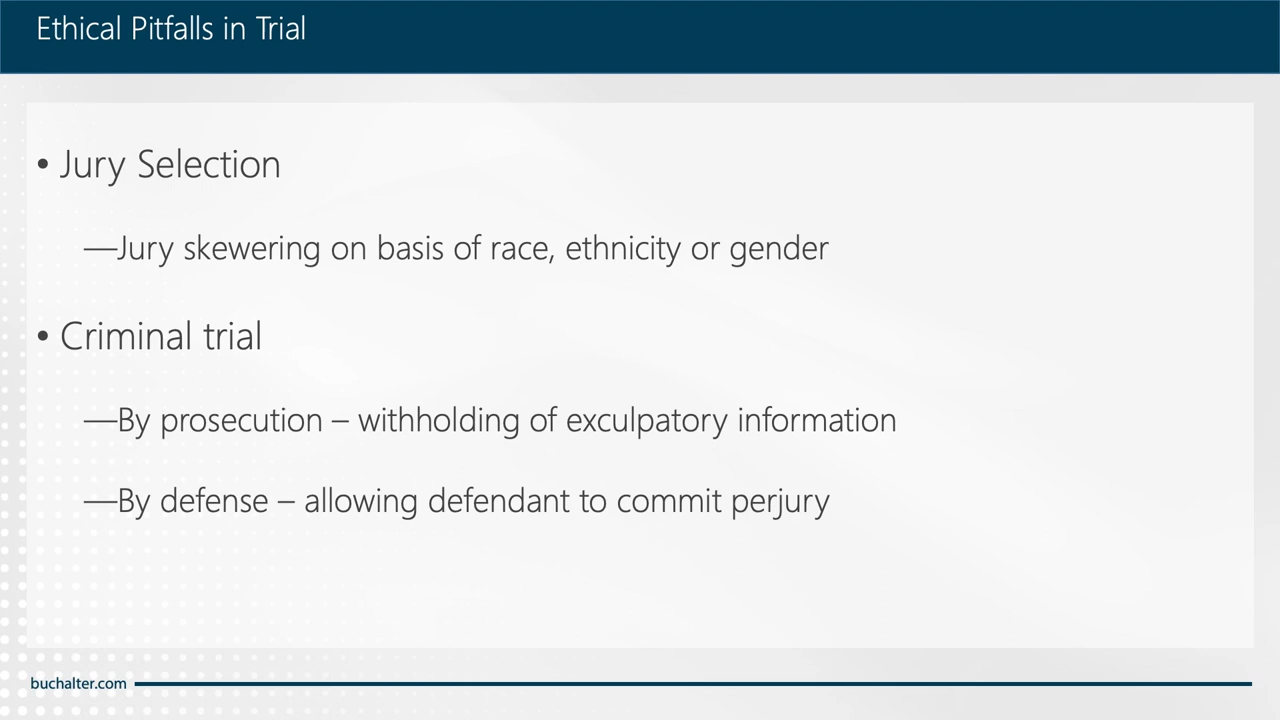 Ethical Pitfalls in Trial
• Jury Selection
—Jury skewering on basis of race, ethnicity or gender
• Criminal trial
—By prosecution – withholding of exculpatory information
—By defense – allowing defendant to commit perjury
buchalter.com